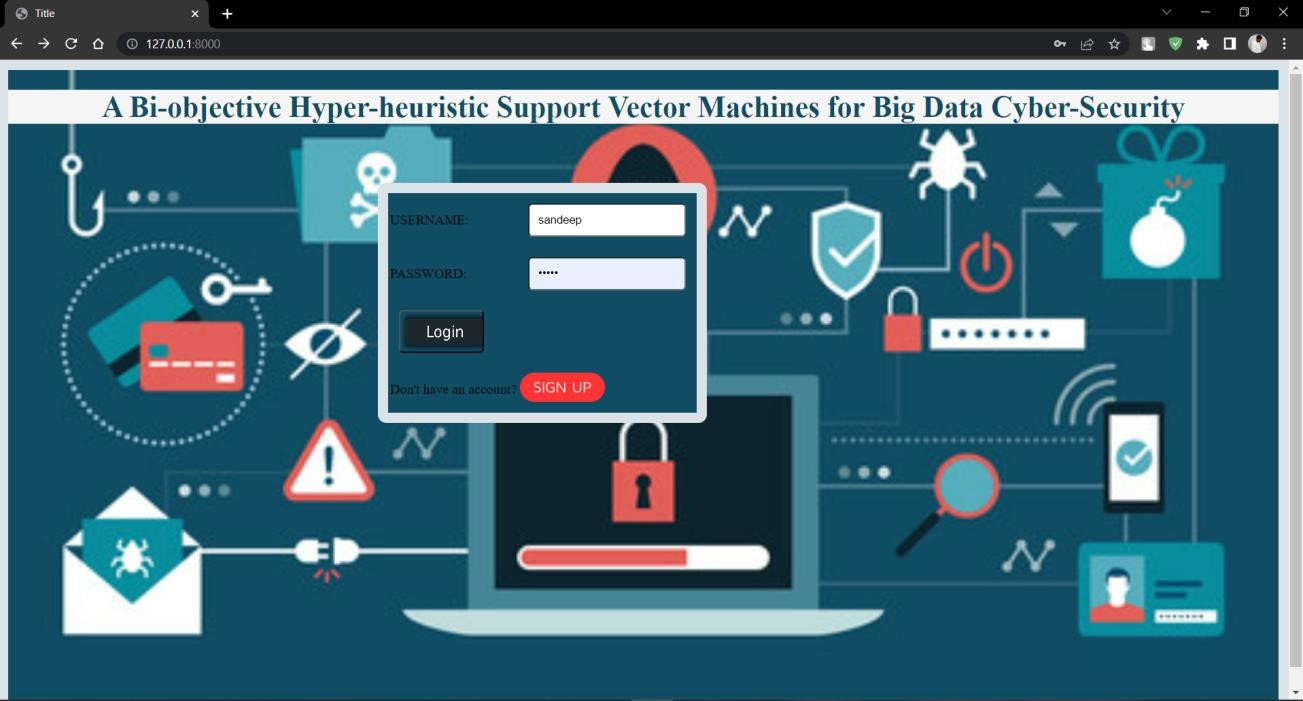 Title
127.0.0.1:8000
A Bi-objective Hyper-heuristic Support Vector Machines for Big Data Cyber-Security
USERNAME: sandeep
PASSWORD: •••••
Login
Don't have an account? SIGN UP